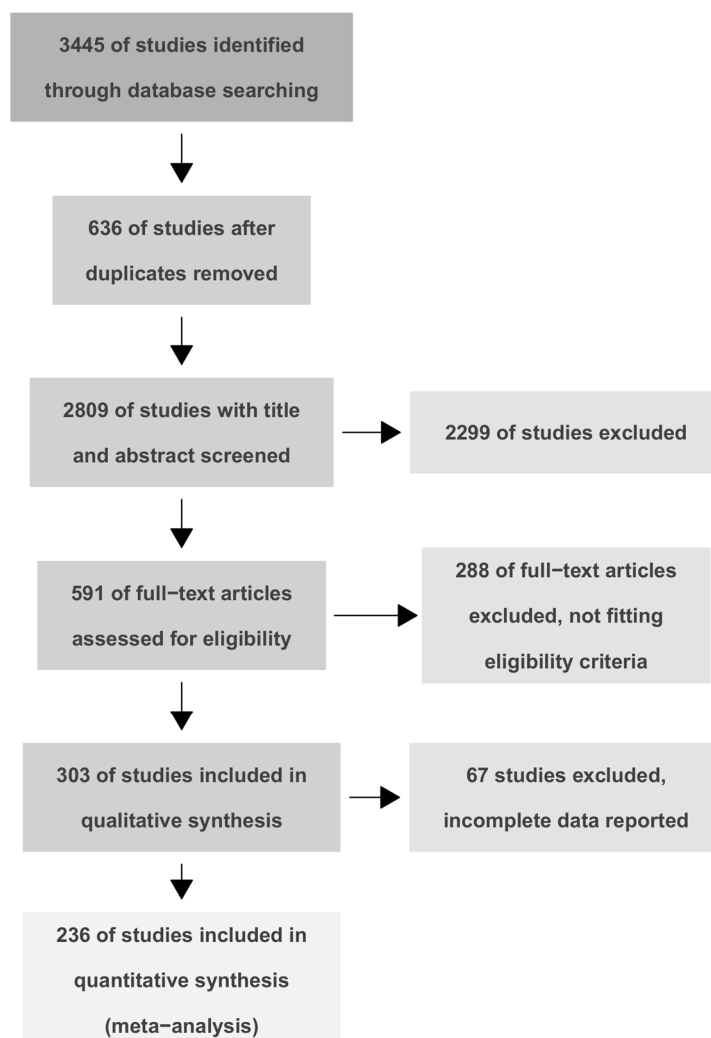 3445 of studies identified
through database searching
636 of studies after
duplicates removed
2809 of studies with title
and abstract screened
2299 of studies excluded
591 of full−text articles
assessed for eligibility
288 of full−text articles
excluded, not fitting
eligibility criteria
303 of studies included in
qualitative synthesis
67 studies excluded,
incomplete data reported
236 of studies included in
quantitative synthesis
(meta−analysis)